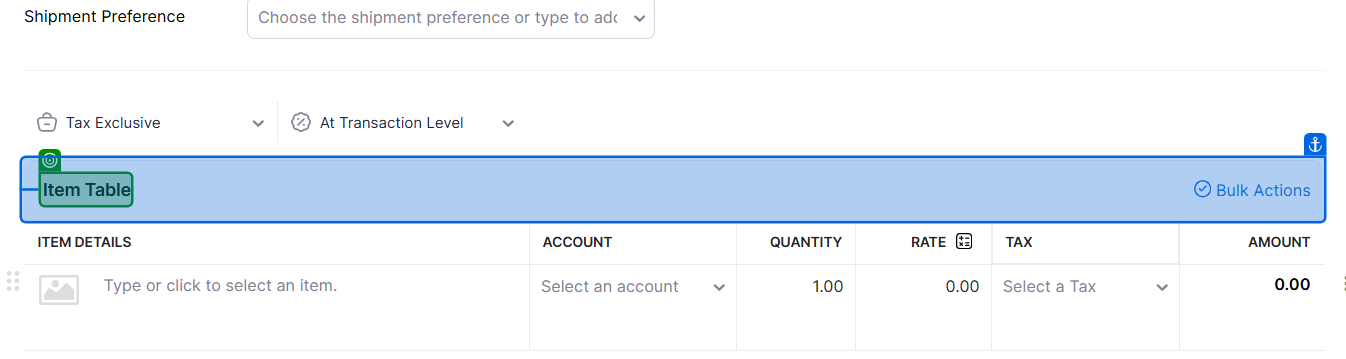 Shipment Preference
Choose the shipment preference or type to add
Tax Exclusive
At Transaction Level
Item Table
Bulk Actions
ITEM DETAILS ACCOUNT QUANTITY RATE TAX AMOUNT
Type or click to select an item. Select an account 1.00 0.00 Select a Tax 0.00